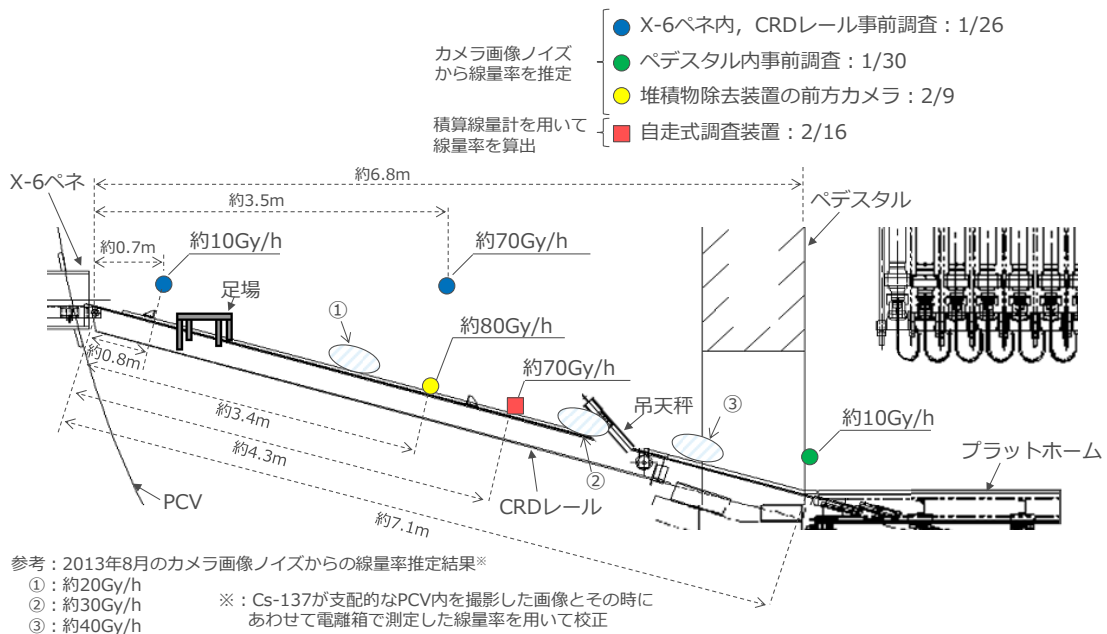 カメラ画像ノイズ
から線量率を推定
X-6ペネ内，CRDレール事前調査：1/26
ペデスタル内事前調査：1/30
堆積物除去装置の前方カメラ：2/9
積算線量計を用いて
線量率を算出
自走式調査装置：2/16
X-6ペネ
約6.8m
ペデスタル
約3.5m
約0.7m
約10Gy/h
約70Gy/h
足場
①
約80Gy/h
約0.8m
約70Gy/h
吊天秤
③
約3.4m
約10Gy/h
約4.3m
②
プラットホーム
PCV
CRDレール
約7.1m
参考：2013年8月のカメラ画像ノイズからの線量率推定結果※
①：約20Gy/h
②：約30Gy/h
③：約40Gy/h
※：Cs-137が支配的なPCV内を撮影した画像とその時に
あわせて電離箱で測定した線量率を用いて校正